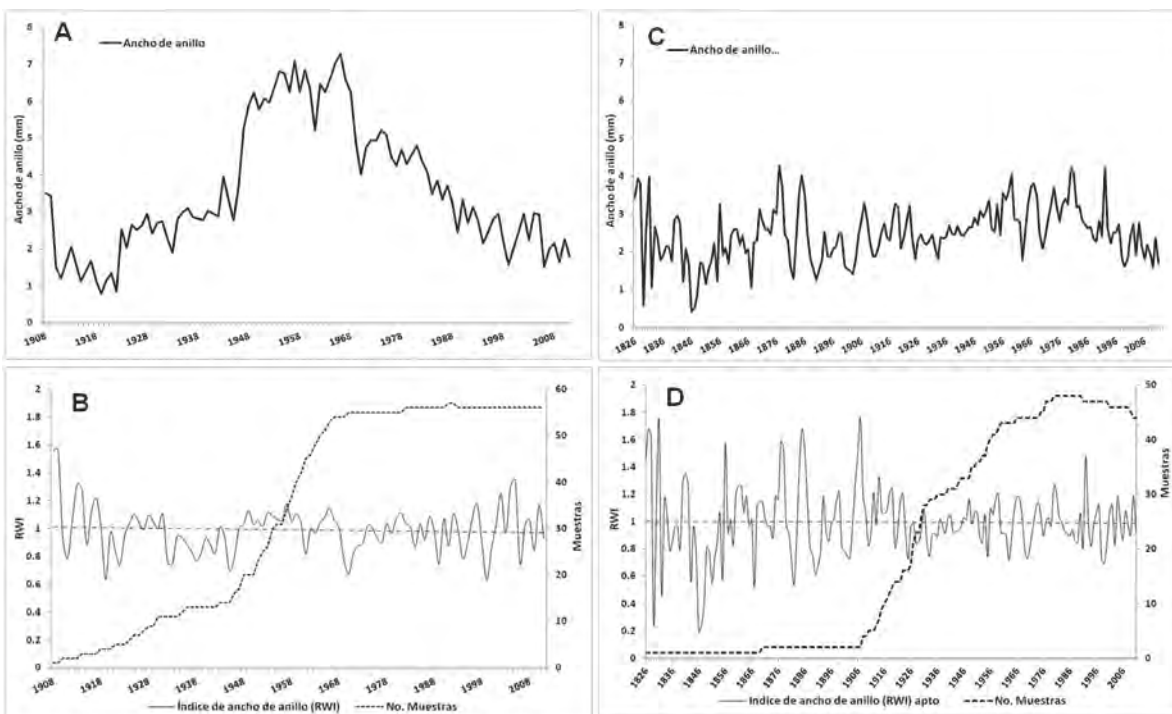 A
Ancho de anillo
Ancho de anillo (mm)
8
7
6
5
4
3
2
1
0
1908 1918 1928 1938 1948 1958 1968 1978 1988 1998 2008
C
Ancho de anillo...
Ancho de anillo (mm)
8
7
6
5
4
3
2
1
0
1826 1836 1846 1856 1866 1876 1886 1896 1906 1916 1926 1936 1946 1956 1966 1976 1986 1996 2006
B
RWI
2
1.8
1.6
1.4
1.2
1
0.8
0.6
0.4
0.2
0
60
50
40
30
20
10
0
Muestras
1908 1918 1928 1938 1948 1958 1968 1978 1988 1998 2008
Índice de ancho de anillo (RWI) No. Muestras
D
RWI
2
1.8
1.6
1.4
1.2
1
0.8
0.6
0.4
0.2
0
50
40
30
20
10
0
Muestras
1826 1836 1846 1856 1866 1876 1886 1896 1906 1916 1926 1936 1946 1956 1966 1976 1986 1996 2006
Indice de ancho de anillo (RWI) apto No. Muestras